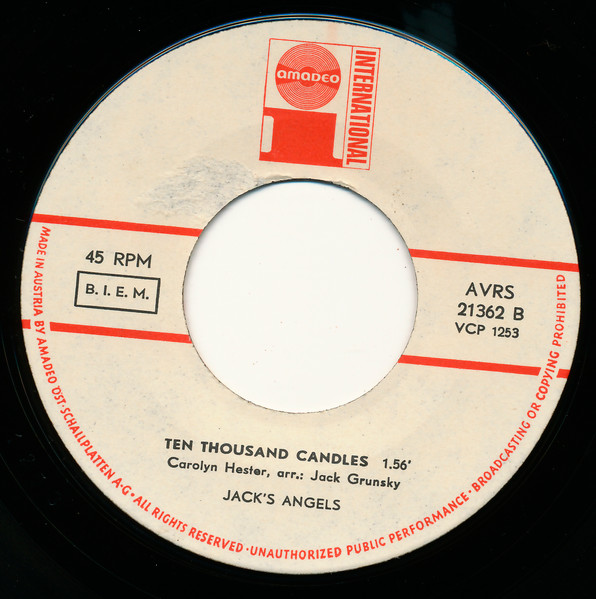 amadeo
INTERNATIONAL
45 RPM
B. I. E. M.
AVRS
21362 B
VCP 1253
TEN THOUSAND CANDLES 1.56'
Carolyn Hester, arr.: Jack Grunsky
JACK'S ANGELS
MADE IN AUSTRIA BY AMADEO ÖST·SCHALLPLATTEN A·G·ALL RIGHTS RESERVED·UNAUTHORIZED PUBLIC PERFORMANCE·BROADCASTING OR COPYING PROHIBITED